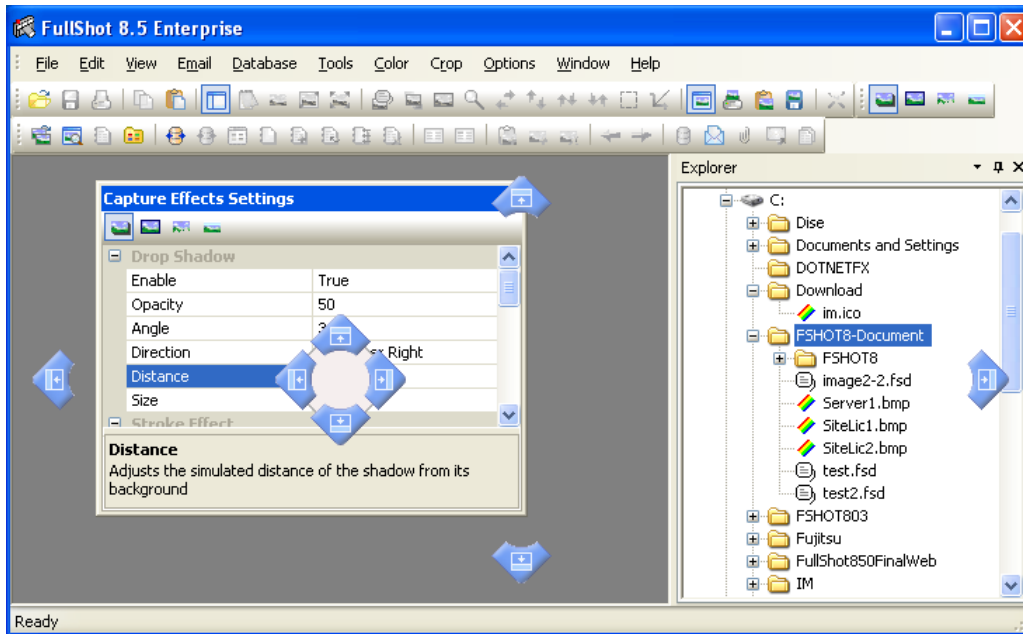 FullShot 8.5 Enterprise
File Edit View Email Database Tools Color Crop Options Window Help
Explorer
Capture Effects Settings
Drop Shadow
Enable True
Opacity 50
Angle
Direction Right
Distance
Size
Stroke Effect
Distance
Adjusts the simulated distance of the shadow from its
background
C:
Dise
Documents and Settings
DOTNETFX
Download
im.ico
FSHOT8-Document
FSHOT8
image2-2.fsd
Server1.bmp
SiteLic1.bmp
SiteLic2.bmp
test.fsd
test2.fsd
FSHOT803
Fujitsu
FullShot850FinalWeb
IM
Ready